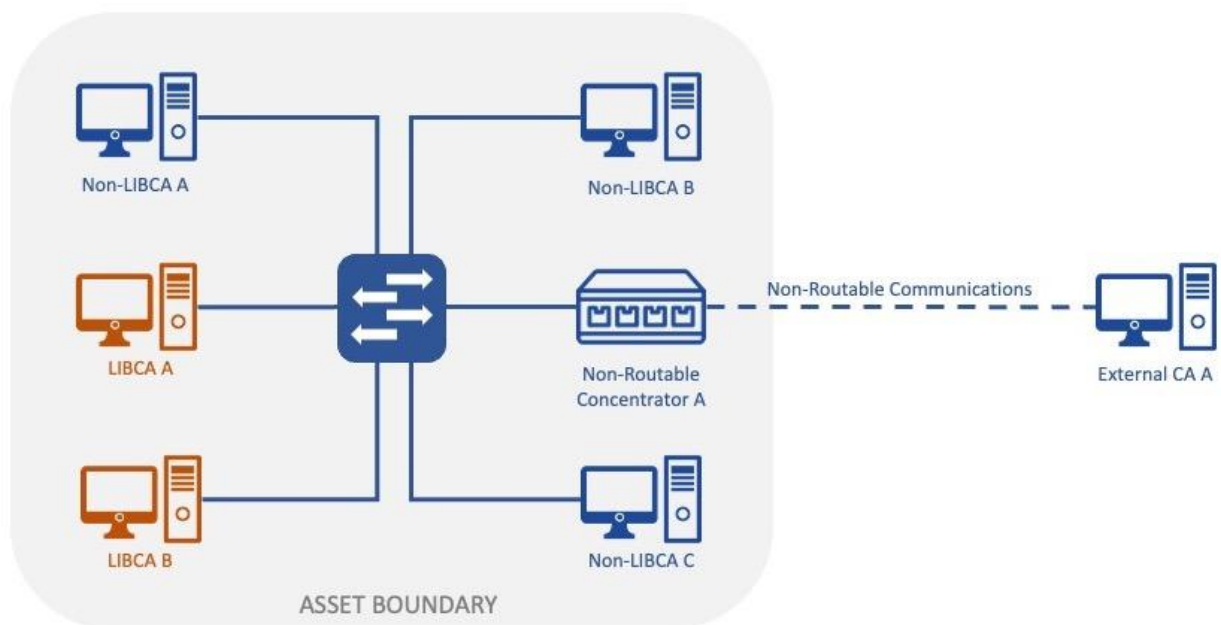 Non-LIBCA A
Non-LIBCA B
LIBCA A
Non-Routable
Concentrator A
Non-Routable Communications
External CA A
LIBCA B
Non-LIBCA C
ASSET BOUNDARY